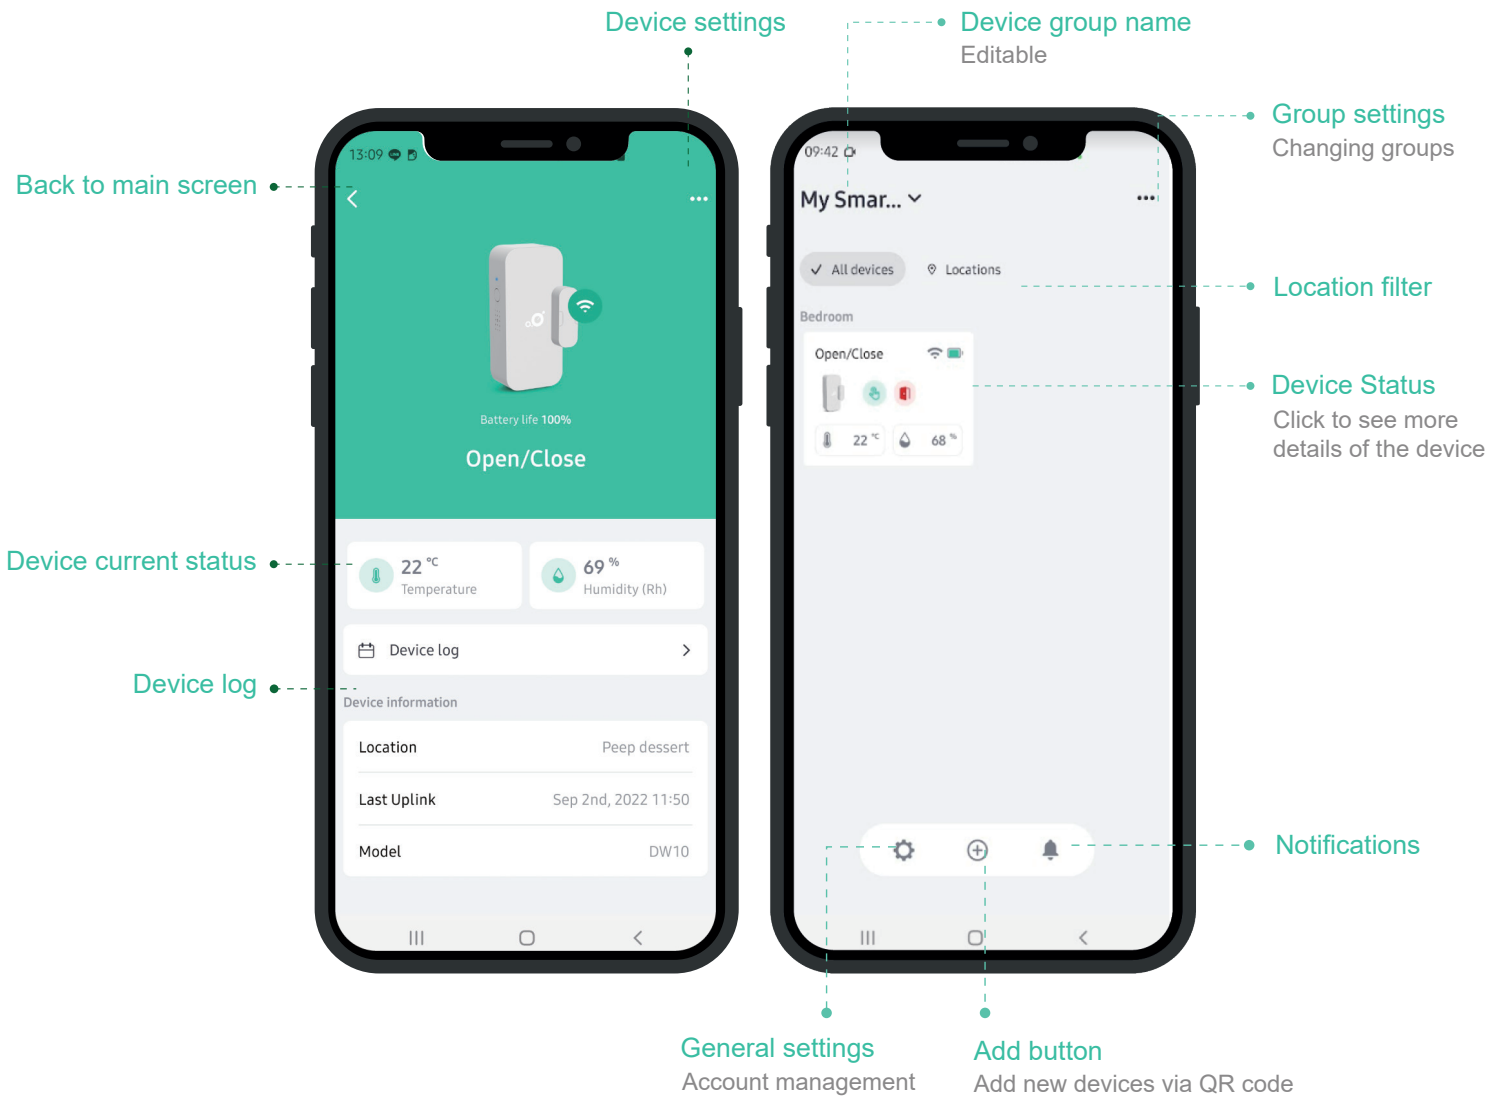 Device settings
Device group name
Editable
Group settings
Changing groups
Back to main screen
13:09
Battery life 100%
Open/Close
Device current status
22 °C
Temperature
69 %
Humidity (Rh)
Device log
Device log
Device information
Location Peep dessert
Last Uplink Sep 2nd, 2022 11:50
Model DW10
09:42
My Smar...
All devices
Locations
Location filter
Bedroom
Open/Close
22 °C
68 %
Device Status
Click to see more
details of the device
Notifications
General settings
Account management
Add button
Add new devices via QR code